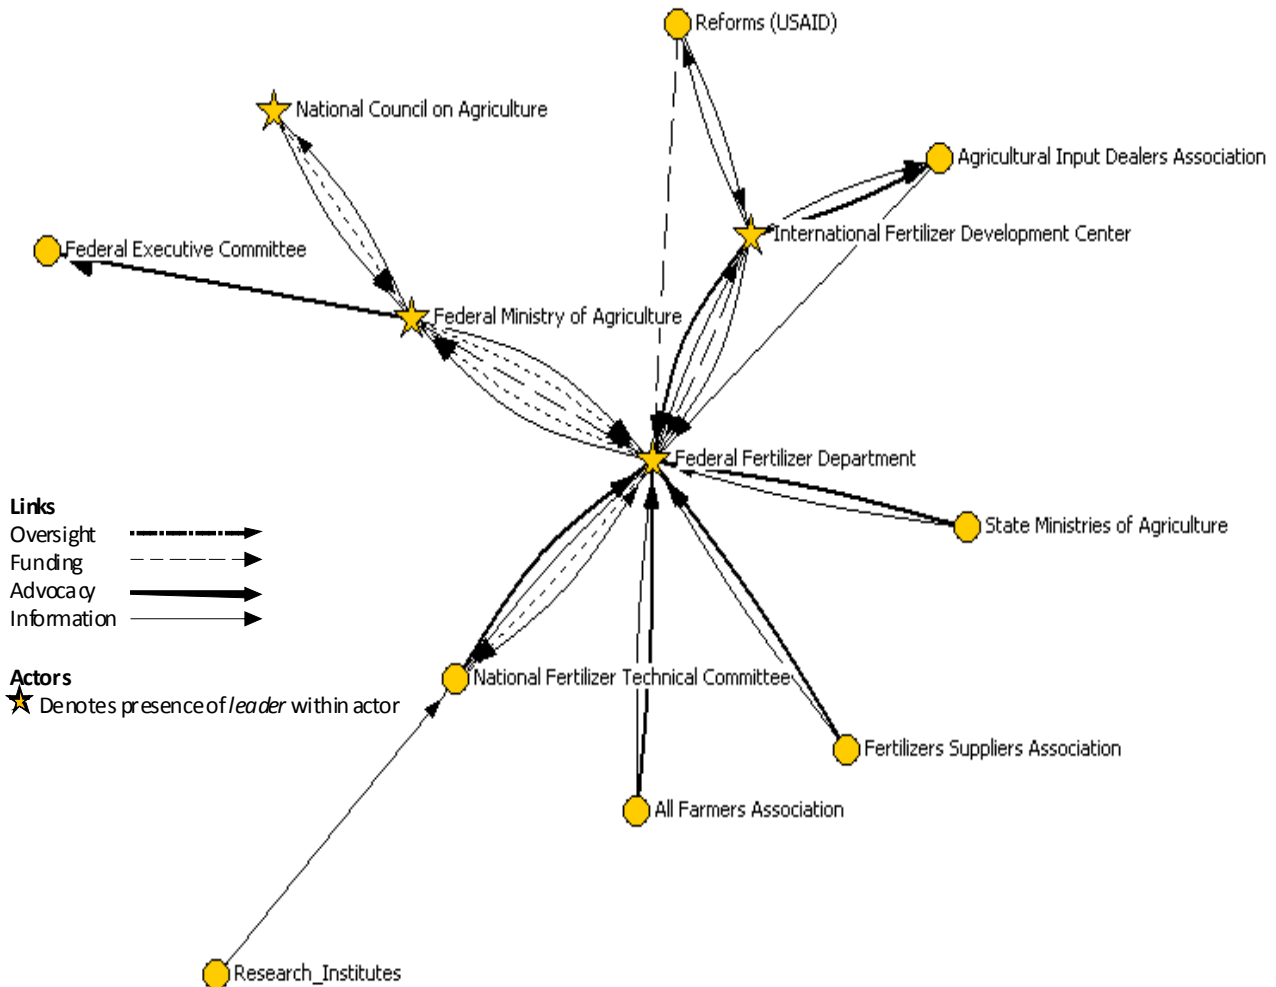 Reforms (USAID)
National Council on Agriculture
Agricultural Input Dealers Association
International Fertilizer Development Center
Federal Executive Committee
Federal Ministry of Agriculture
Federal Fertilizer Department
Links
Oversight
Funding
Advocacy
Information
State Ministries of Agriculture
National Fertilizer Technical Committee
Actors
Denotes presence of leader within actor
Fertilizers Suppliers Association
All Farmers Association
Research_Institutes